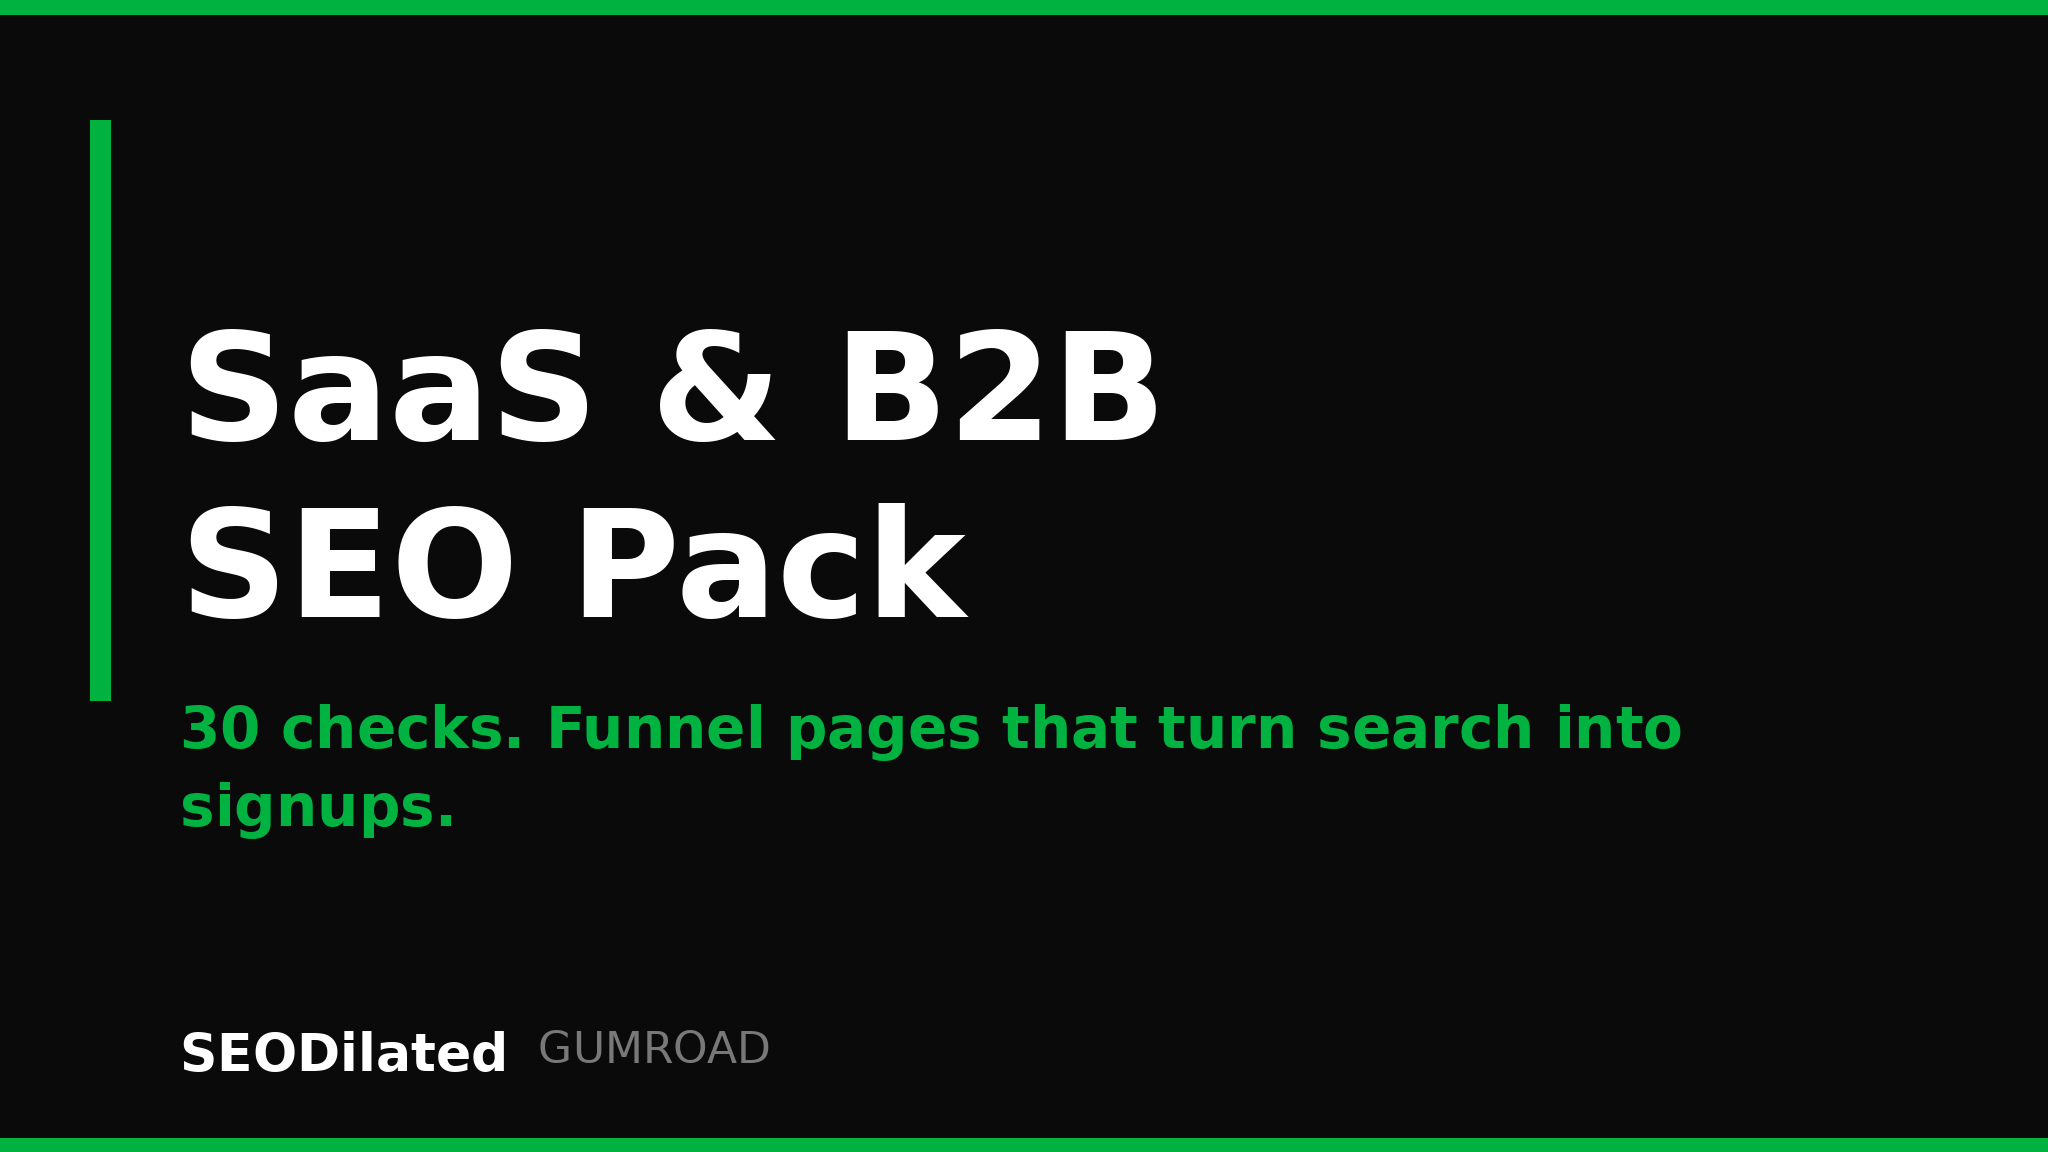 SaaS & B2B
SEO Pack
30 checks. Funnel pages that turn search into
signups.
SEODilated GUMROAD